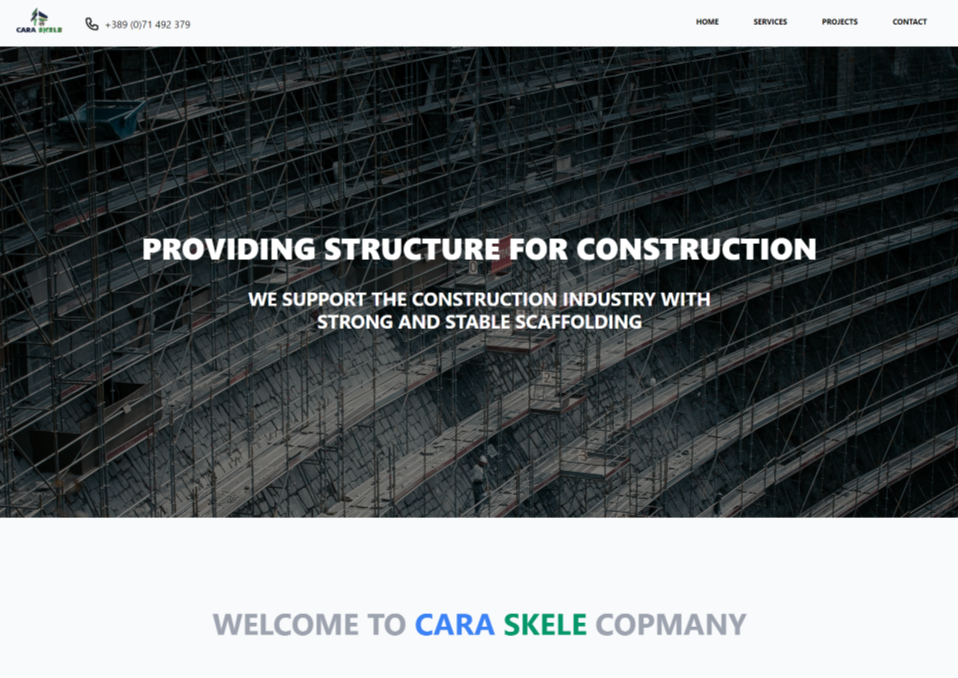 CARA SKELE
+389 (0)71 492 379
HOME SERVICES PROJECTS CONTACT
PROVIDING STRUCTURE FOR CONSTRUCTION
WE SUPPORT THE CONSTRUCTION INDUSTRY WITH
STRONG AND STABLE SCAFFOLDING
WELCOME TO CARA SKELE COPMANY